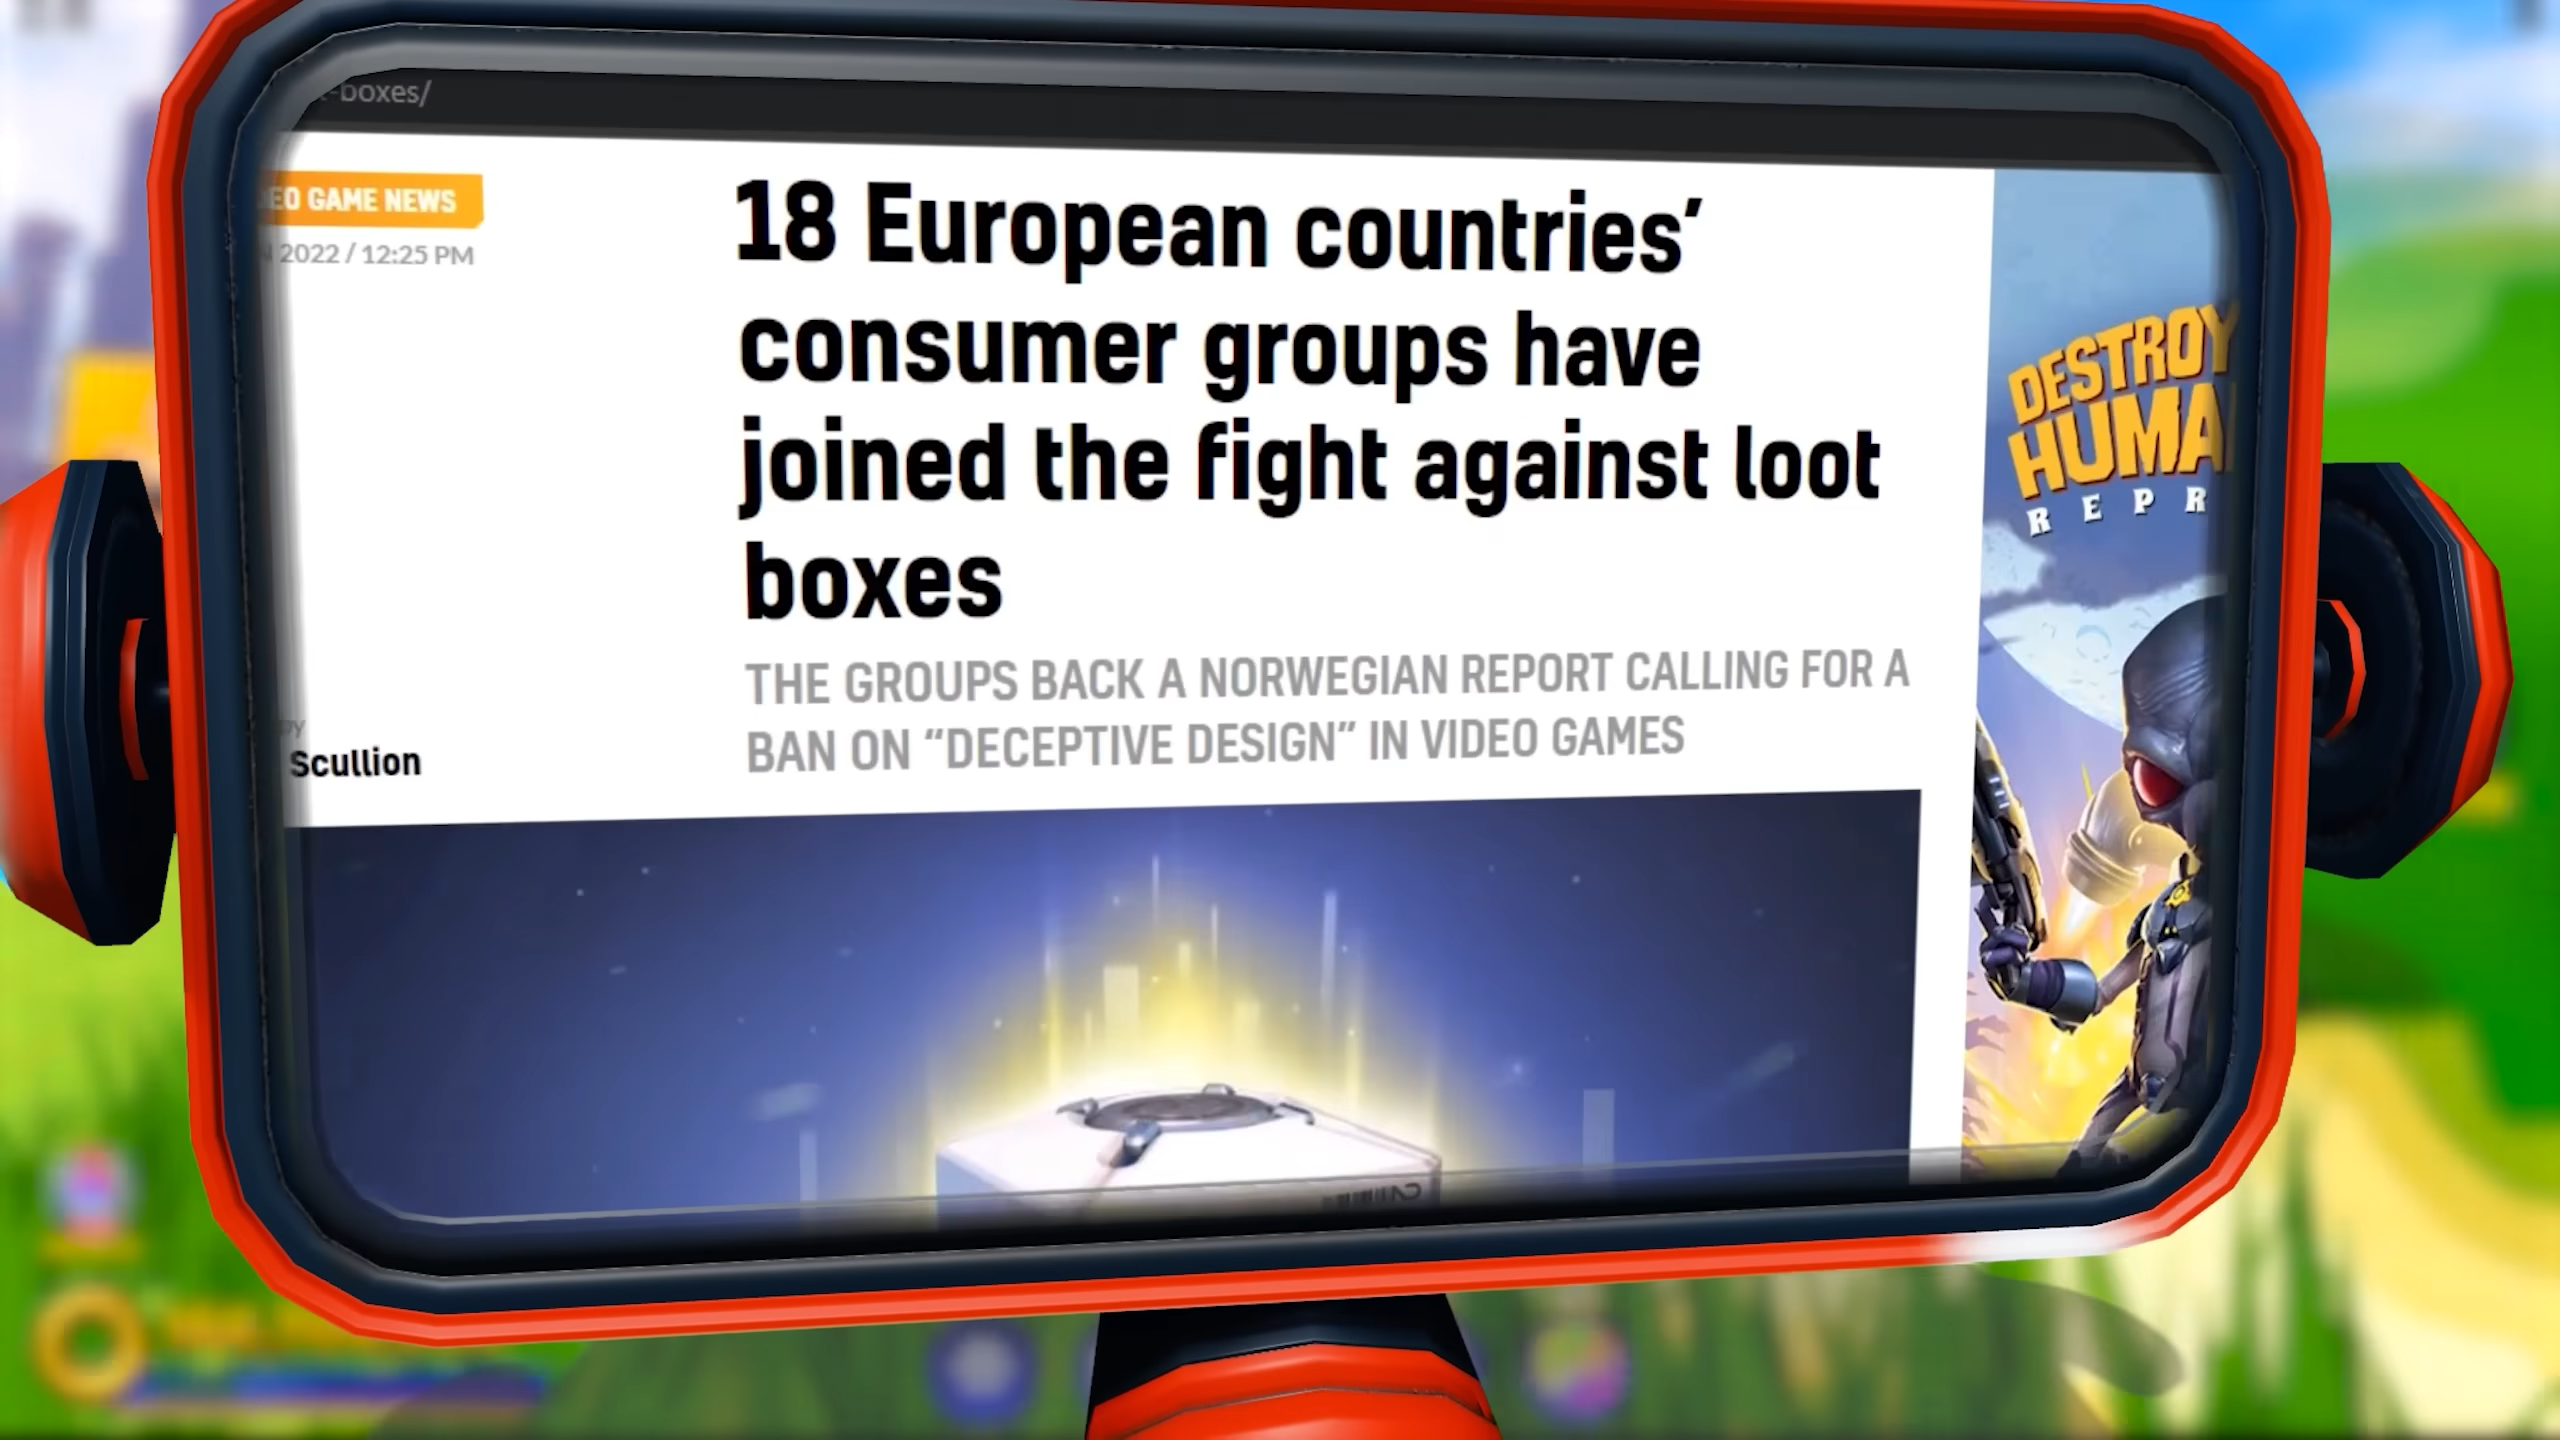 -boxes/
EO GAME NEWS
2022 / 12:25 PM
18 European countries'
consumer groups have
joined the fight against loot
boxes
THE GROUPS BACK A NORWEGIAN REPORT CALLING FOR A
BAN ON “DECEPTIVE DESIGN” IN VIDEO GAMES
Scullion
DESTROY
HUMA
REPR